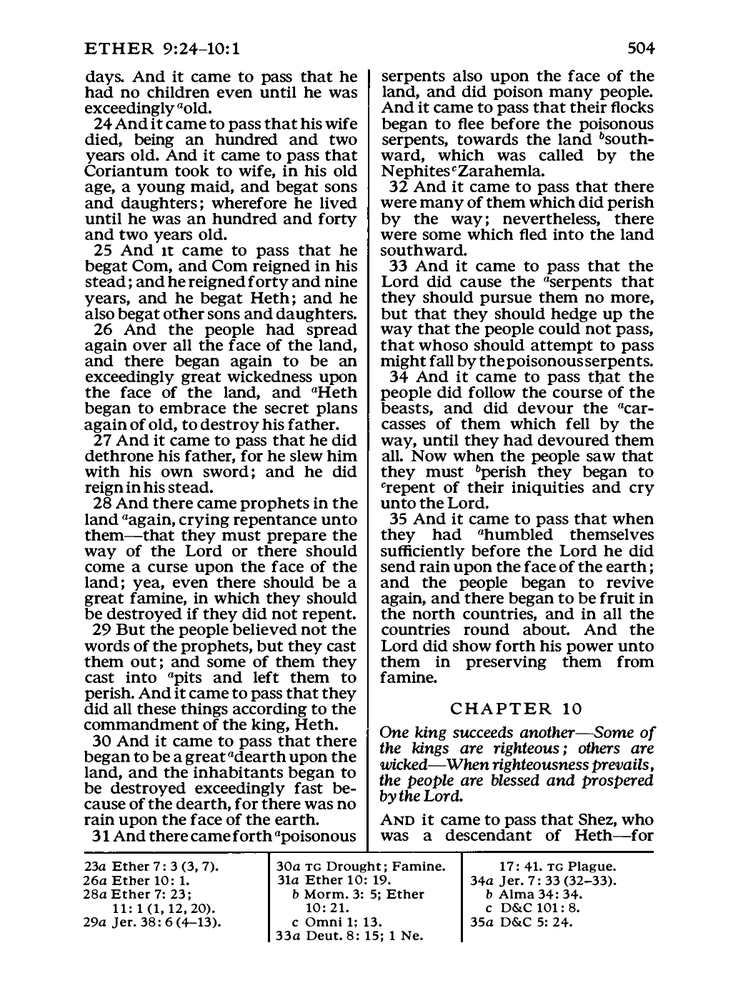 ETHER 9:24–10:1
504
days. And it came to pass that he
had no children even until he was
exceedingly aold.
24 And it came to pass that his wife
died, being an hundred and two
years old. And it came to pass that
Coriantum took to wife, in his old
age, a young maid, and begat sons
and daughters; wherefore he lived
until he was an hundred and forty
and two years old.
25 And it came to pass that he
begat Com, and Com reigned in his
stead; and he reigned forty and nine
years, and he begat Heth; and he
also begat other sons and daughters.
26 And the people had spread
again over all the face of the land,
and there began again to be an
exceedingly great wickedness upon
the face of the land, and aHeth
began to embrace the secret plans
again of old, to destroy his father.
27 And it came to pass that he did
dethrone his father, for he slew him
with his own sword; and he did
reign in his stead.
28 And there came prophets in the
land aagain, crying repentance unto
them—that they must prepare the
way of the Lord or there should
come a curse upon the face of the
land; yea, even there should be a
great famine, in which they should
be destroyed if they did not repent.
29 But the people believed not the
words of the prophets, but they cast
them out; and some of them they
cast into apits and left them to
perish. And it came to pass that they
did all these things according to the
commandment of the king, Heth.
30 And it came to pass that there
began to be a great adearth upon the
land, and the inhabitants began to
be destroyed exceedingly fast be-
cause of the dearth, for there was no
rain upon the face of the earth.
31 And there came forth apoisonous
serpents also upon the face of the
land, and did poison many people.
And it came to pass that their flocks
began to flee before the poisonous
serpents, towards the land bsouth-
ward, which was called by the
Nephites cZarahemla.
32 And it came to pass that there
were many of them which did perish
by the way; nevertheless, there
were some which fled into the land
southward.
33 And it came to pass that the
Lord did cause the aserpents that
they should pursue them no more,
but that they should hedge up the
way that the people could not pass,
that whoso should attempt to pass
might fall by the poisonous serpents.
34 And it came to pass that the
people did follow the course of the
beasts, and did devour the acar-
casses of them which fell by the
way, until they had devoured them
all. Now when the people saw that
they must bperish they began to
crepent of their iniquities and cry
unto the Lord.
35 And it came to pass that when
they had ahumbled themselves
sufficiently before the Lord he did
send rain upon the face of the earth;
and the people began to revive
again, and there began to be fruit in
the north countries, and in all the
countries round about. And the
Lord did show forth his power unto
them in preserving them from
famine.
CHAPTER 10
One king succeeds another—Some of
the kings are righteous; others are
wicked—When righteousness prevails,
the people are blessed and prospered
by the Lord.
AND it came to pass that Shez, who
was a descendant of Heth—for
23a Ether 7: 3 (3, 7).
26a Ether 10: 1.
28a Ether 7: 23;
11: 1 (1, 12, 20).
29a Jer. 38: 6 (4–13).
30a TG Drought; Famine.
31a Ether 10: 19.
b Morm. 3: 5; Ether
10: 21.
c Omni 1: 13.
33a Deut. 8: 15; 1 Ne.
17: 41. TG Plague.
34a Jer. 7: 33 (32–33).
b Alma 34: 34.
c D&C 101: 8.
35a D&C 5: 24.